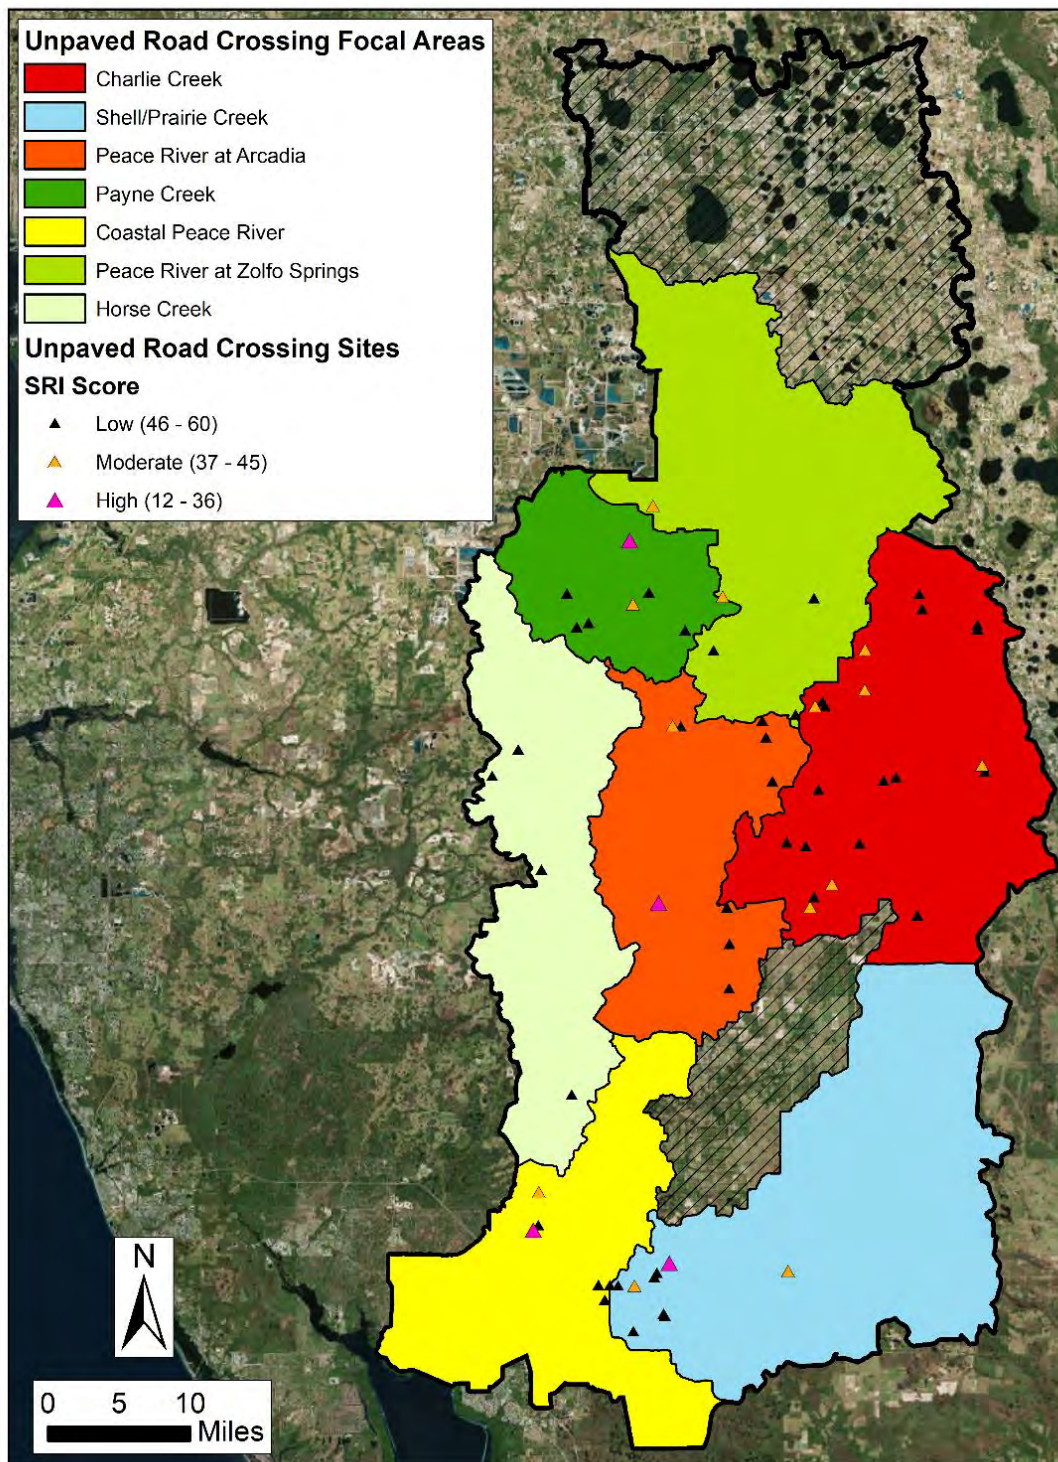 Unpaved Road Crossing Focal Areas
Charlie Creek
Shell/Prairie Creek
Peace River at Arcadia
Payne Creek
Coastal Peace River
Peace River at Zolfo Springs
Horse Creek
Unpaved Road Crossing Sites
SRI Score
Low (46 - 60)
Moderate (37 - 45)
High (12 - 36)
N
0 5 10
Miles